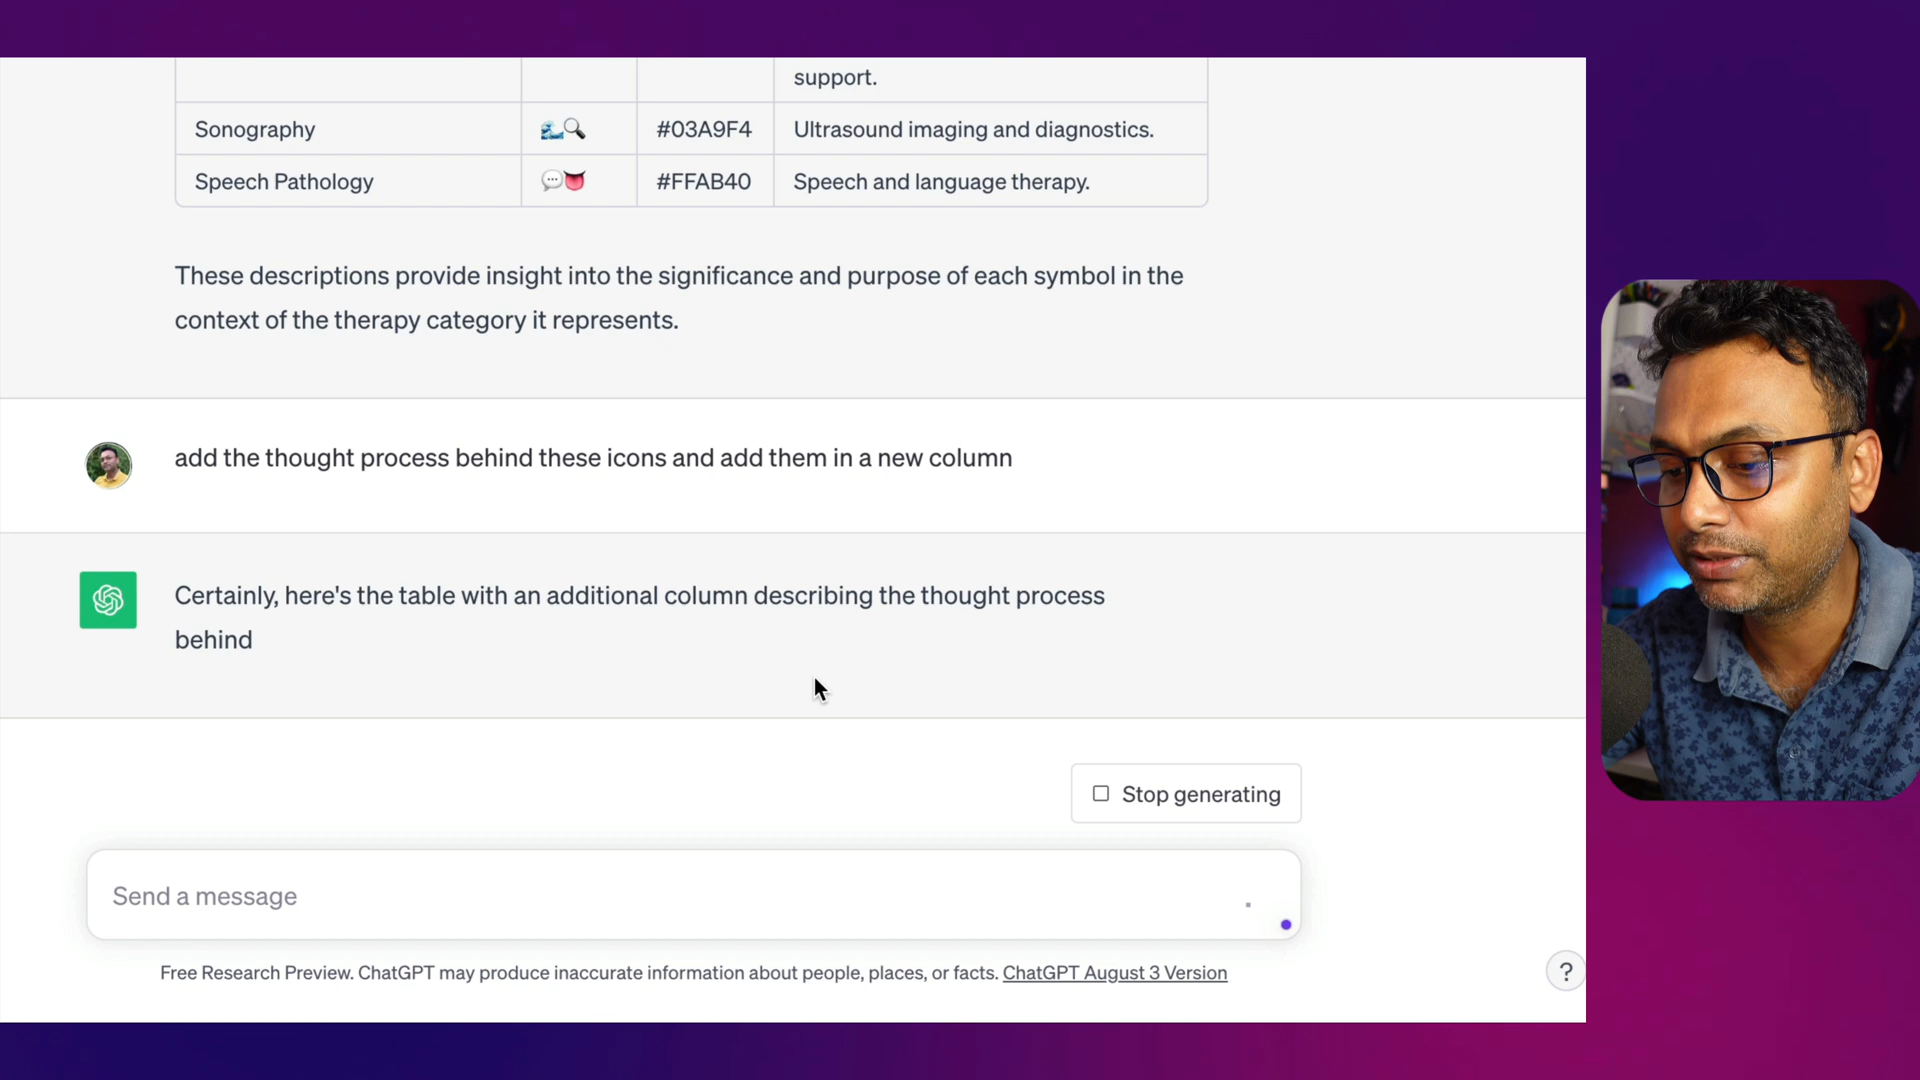 support.
Sonography 🌊🔍 #03A9F4 Ultrasound imaging and diagnostics.
Speech Pathology 💬👅 #FFAB40 Speech and language therapy.
These descriptions provide insight into the significance and purpose of each symbol in the
context of the therapy category it represents.
add the thought process behind these icons and add them in a new column
Certainly, here's the table with an additional column describing the thought process
behind
Stop generating
Send a message
Free Research Preview. ChatGPT may produce inaccurate information about people, places, or facts. ChatGPT August 3 Version
?